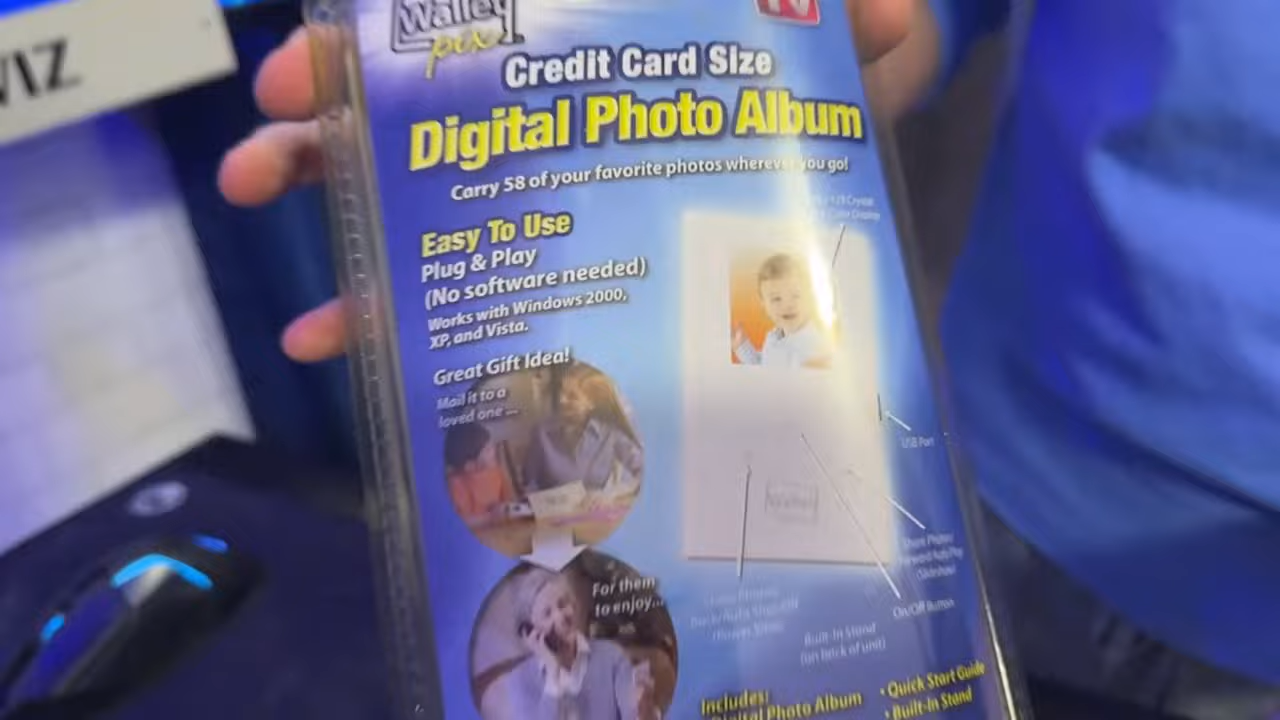 Wallet
pix
TV
Credit Card Size
Digital Photo Album
Carry 58 of your favorite photos wherever you go!
Easy To Use
Plug & Play
(No software needed)
Works with Windows 2000,
XP, and Vista.
Great Gift Idea!
Mail it to a
loved one ...
USB Port
On/Off Button
Built-In Stand
(on back of unit)
For them
to enjoy...
Includes:
Digital Photo Album
• Quick Start Guide
• Built-in Stand